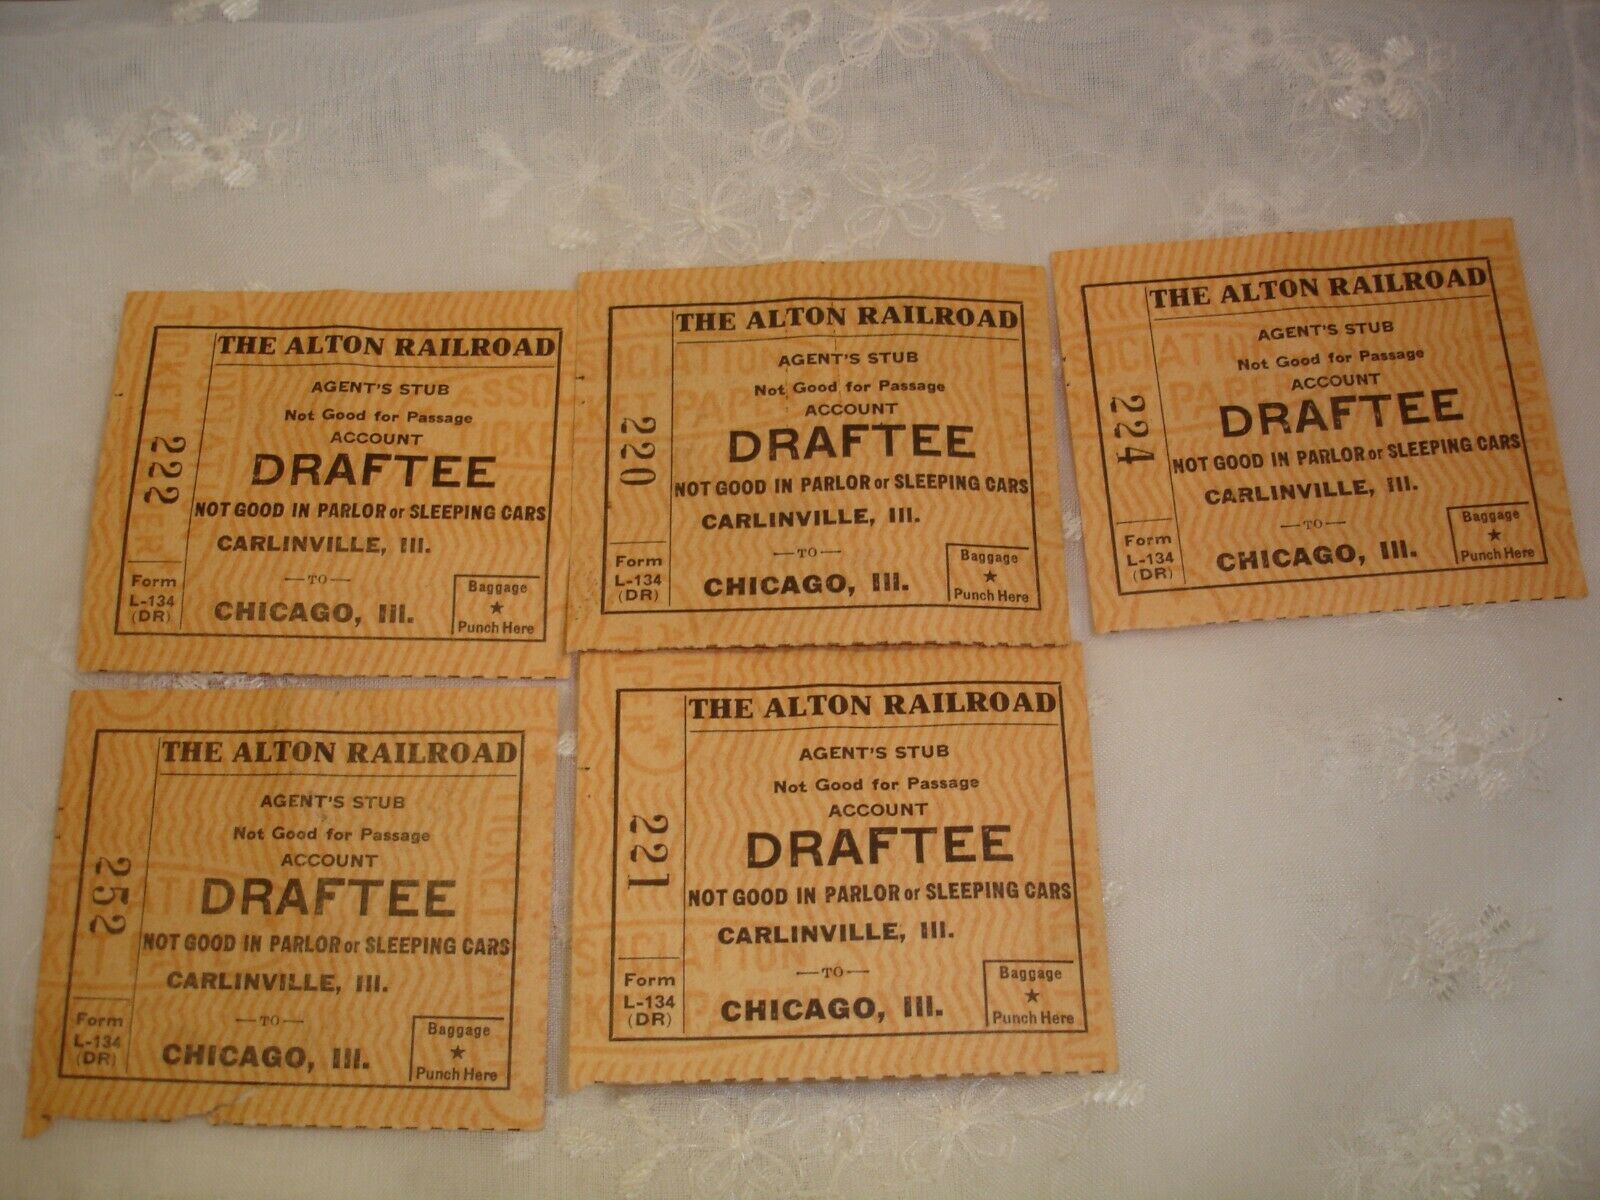 THE ALTON RAILROAD
AGENT'S STUB
Not Good for Passage
ACCOUNT
DRAFTEE
NOT GOOD IN PARLOR or SLEEPING CARS
CARLINVILLE, Ill.
—TO—
CHICAGO, Ill.
222
Form
L-134
(DR)
Baggage
★
Punch Here
THE ALTON RAILROAD
AGENT'S STUB
Not Good for Passage
ACCOUNT
DRAFTEE
NOT GOOD IN PARLOR or SLEEPING CARS
CARLINVILLE, Ill.
—TO—
CHICAGO, Ill.
220
Form
L-134
(DR)
Baggage
★
Punch Here
THE ALTON RAILROAD
AGENT'S STUB
Not Good for Passage
ACCOUNT
DRAFTEE
NOT GOOD IN PARLOR or SLEEPING CARS
CARLINVILLE, Ill.
—TO—
CHICAGO, Ill.
224
Form
L-134
(DR)
Baggage
★
Punch Here
THE ALTON RAILROAD
AGENT'S STUB
Not Good for Passage
ACCOUNT
DRAFTEE
NOT GOOD IN PARLOR or SLEEPING CARS
CARLINVILLE, Ill.
—TO—
CHICAGO, Ill.
252
Form
L-134
(DR)
Baggage
★
Punch Here
THE ALTON RAILROAD
AGENT'S STUB
Not Good for Passage
ACCOUNT
DRAFTEE
NOT GOOD IN PARLOR or SLEEPING CARS
CARLINVILLE, Ill.
—TO—
CHICAGO, Ill.
221
Form
L-134
(DR)
Baggage
★
Punch Here